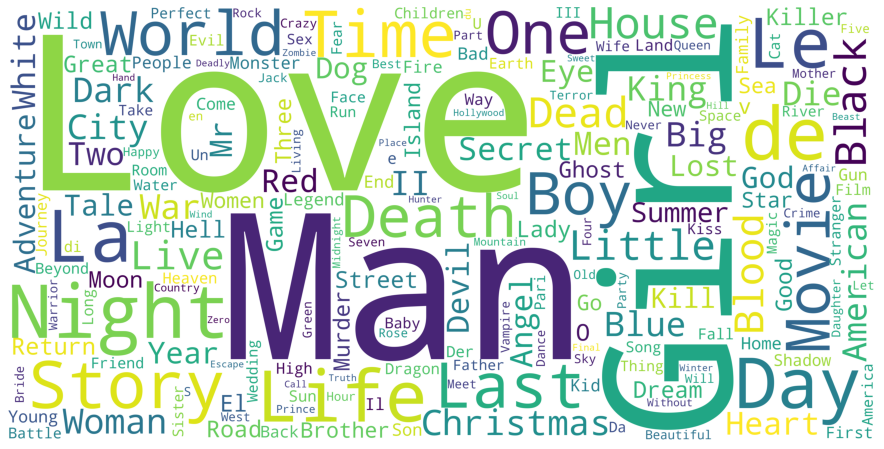 Wild
Perfect
Rock
Crazy
Children
U
III
House
Killer
Five
Town
Evil
Sex
Fear
Part
Wife
Land
Queen
Family
Cat
World
Time
One
Le
Great
People
Monster
Dog
Best
Fire
Bad
Earth
Eye
Mother
White
Hand
Deadly
Jack
Zombie
Hollywood
Sweet
Princess
King
Sea
Die
Black
Dark
Take
Come
Face
Run
Island
Way
Terror
New
v
River
Beast
City
Mr
Three
Living
Place
Dead
Men
Never
Space
Hill
de
Two
Happy
en
Un
e
Secret
Big
Lost
Affair
Gun
Love
Room
Water
Red
End
II
Soul
Ghost
God
Film
Adventure
Tale
War
Women
Legend
Hunter
Boy
Four
Summer
Kiss
Star
Magic
Crime
Stranger
Journey
La
Hell
Wind
Game
Death
Lady
Little
Movie
di
Light
Midnight
Seven
Mountain
Old
Party
Girl
Blood
Good
Beyond
Live
Moon
Heaven
Street
Devil
Angel
Pari
Go
Kill
Daughter
Let
American
Long
Country
Warrior
Night
Zero
Man
Green
Murder
Baby
Rose
Vampire
Dance
O
Sky
Blue
Fall
Home
Shadow
Return
Year
Escape
High
Dragon
Der
Father
Meet
Final
Song
Thing
Winter
Will
Friend
Wedding
Call
Truth
Kid
Dream
Without
Bride
Story
S
El
West
Sun
Hour
Prince
Life
Il
Last
Day
America
Young
Battle
Woman
Sister
Road
Back
Brother
Son
Christmas
Da
Beautiful
Heart
First